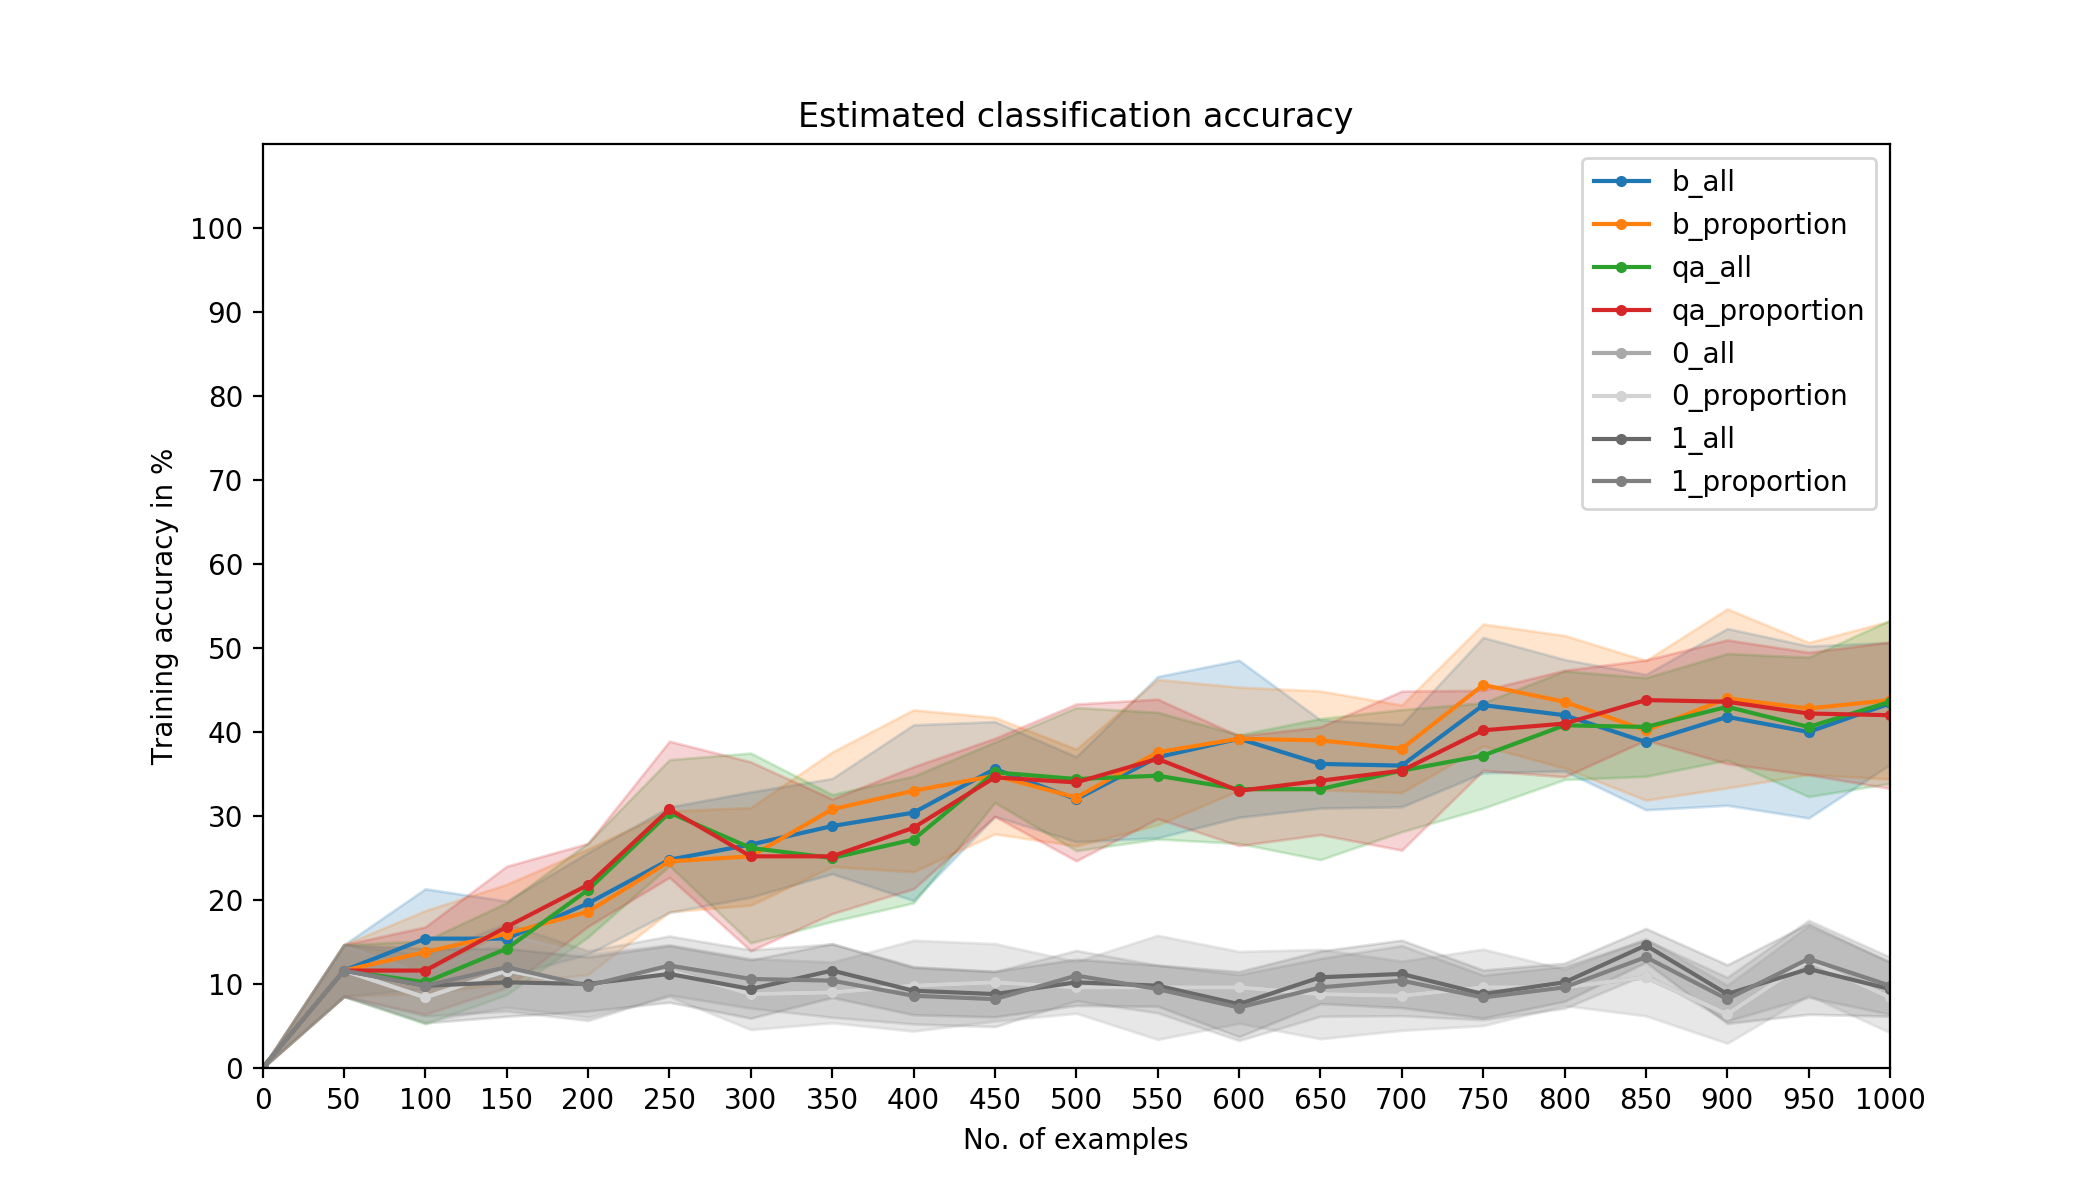 Estimated classification accuracy
b_all
b_proportion
qa_all
qa_proportion
0_all
0_proportion
1_all
1_proportion
Training accuracy in %
100
90
80
70
60
50
40
30
20
10
0
0 50 100 150 200 250 300 350 400 450 500 550 600 650 700 750 800 850 900 950 1000
No. of examples